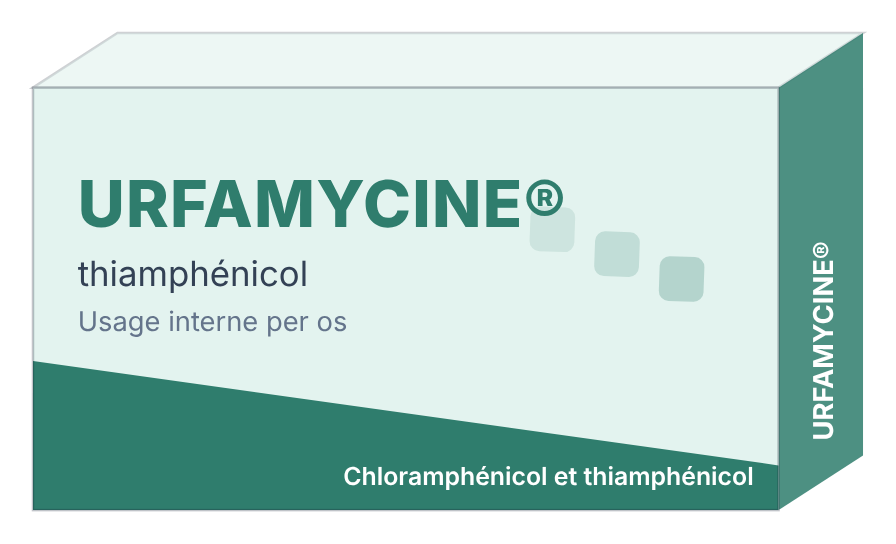 URFAMYCINE®
thiamphénicol
Usage interne per os
Chloramphénicol et thiamphénicol
URFAMYCINE®